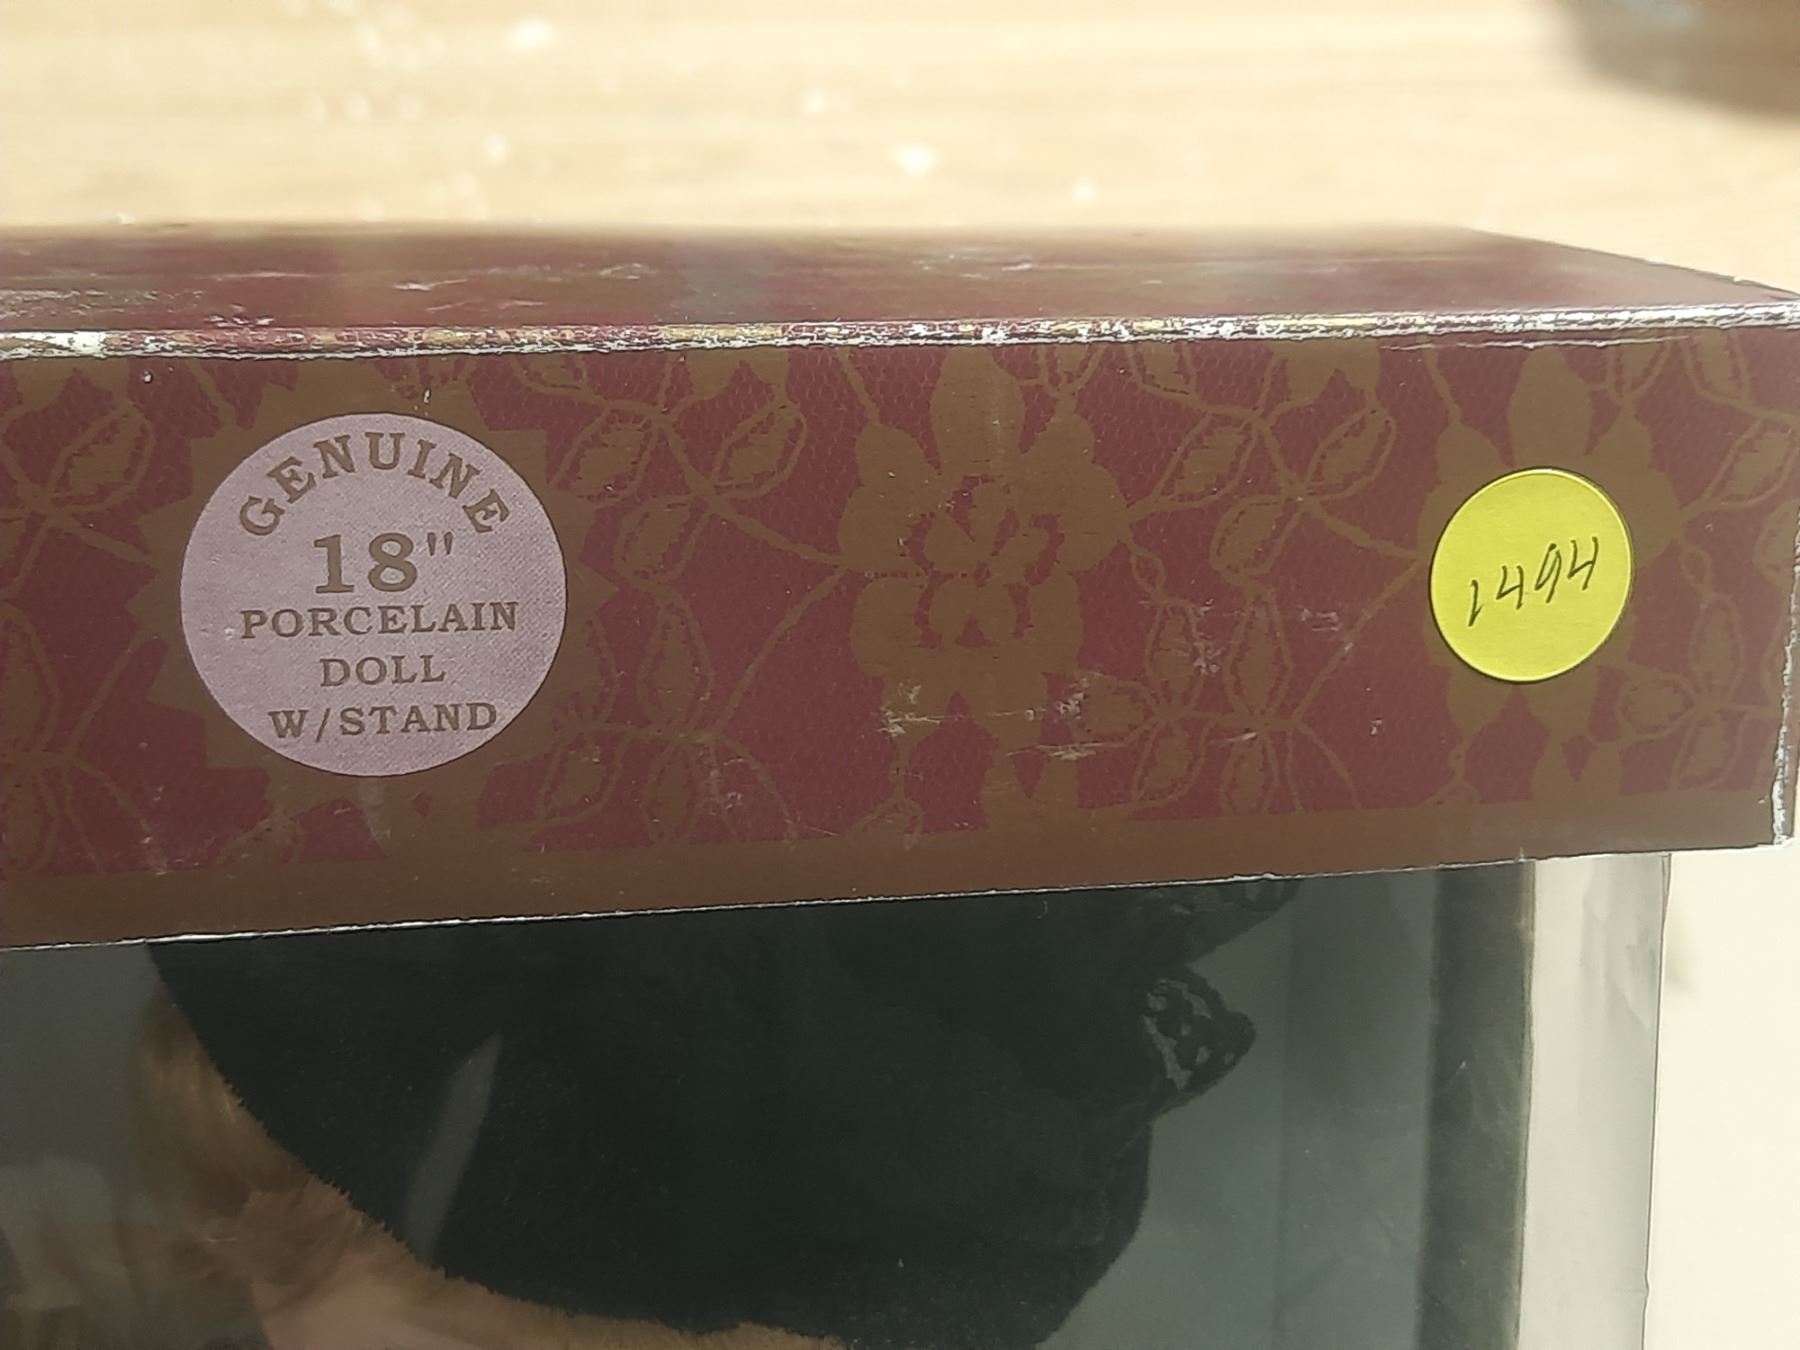 GENUINE
18"
PORCELAIN
DOLL
W/STAND
1494